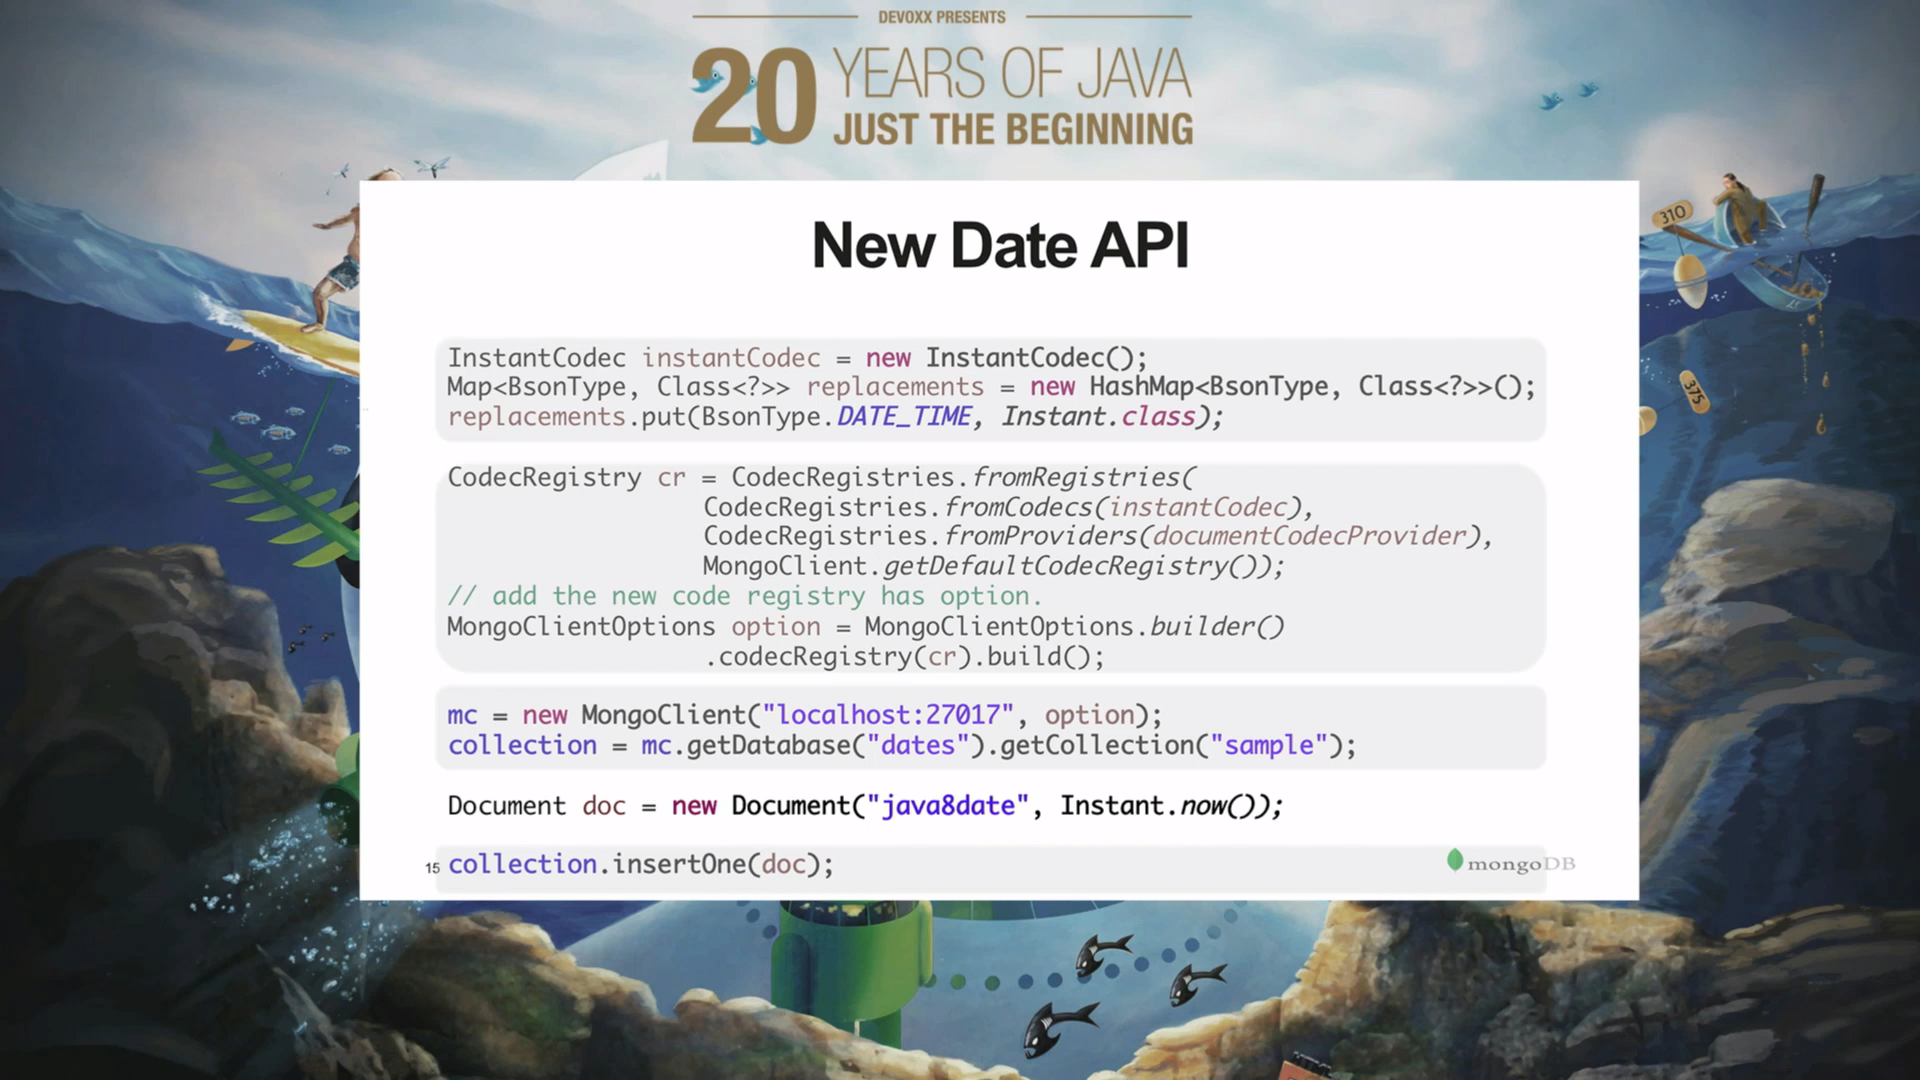 DEVOXX PRESENTS
20 YEARS OF JAVA
JUST THE BEGINNING
310
375
New Date API
InstantCodec instantCodec = new InstantCodec();
Map<BsonType, Class<?>> replacements = new HashMap<BsonType, Class<?>>();
replacements.put(BsonType.DATE_TIME, Instant.class);
CodecRegistry cr = CodecRegistries.fromRegistries(
CodecRegistries.fromCodecs(instantCodec),
CodecRegistries.fromProviders(documentCodecProvider),
MongoClient.getDefaultCodecRegistry());
// add the new code registry has option.
MongoClientOptions option = MongoClientOptions.builder()
.codecRegistry(cr).build();
mc = new MongoClient("localhost:27017", option);
collection = mc.getDatabase("dates").getCollection("sample");
Document doc = new Document("java8date", Instant.now());
15 collection.insertOne(doc);
mongoDB